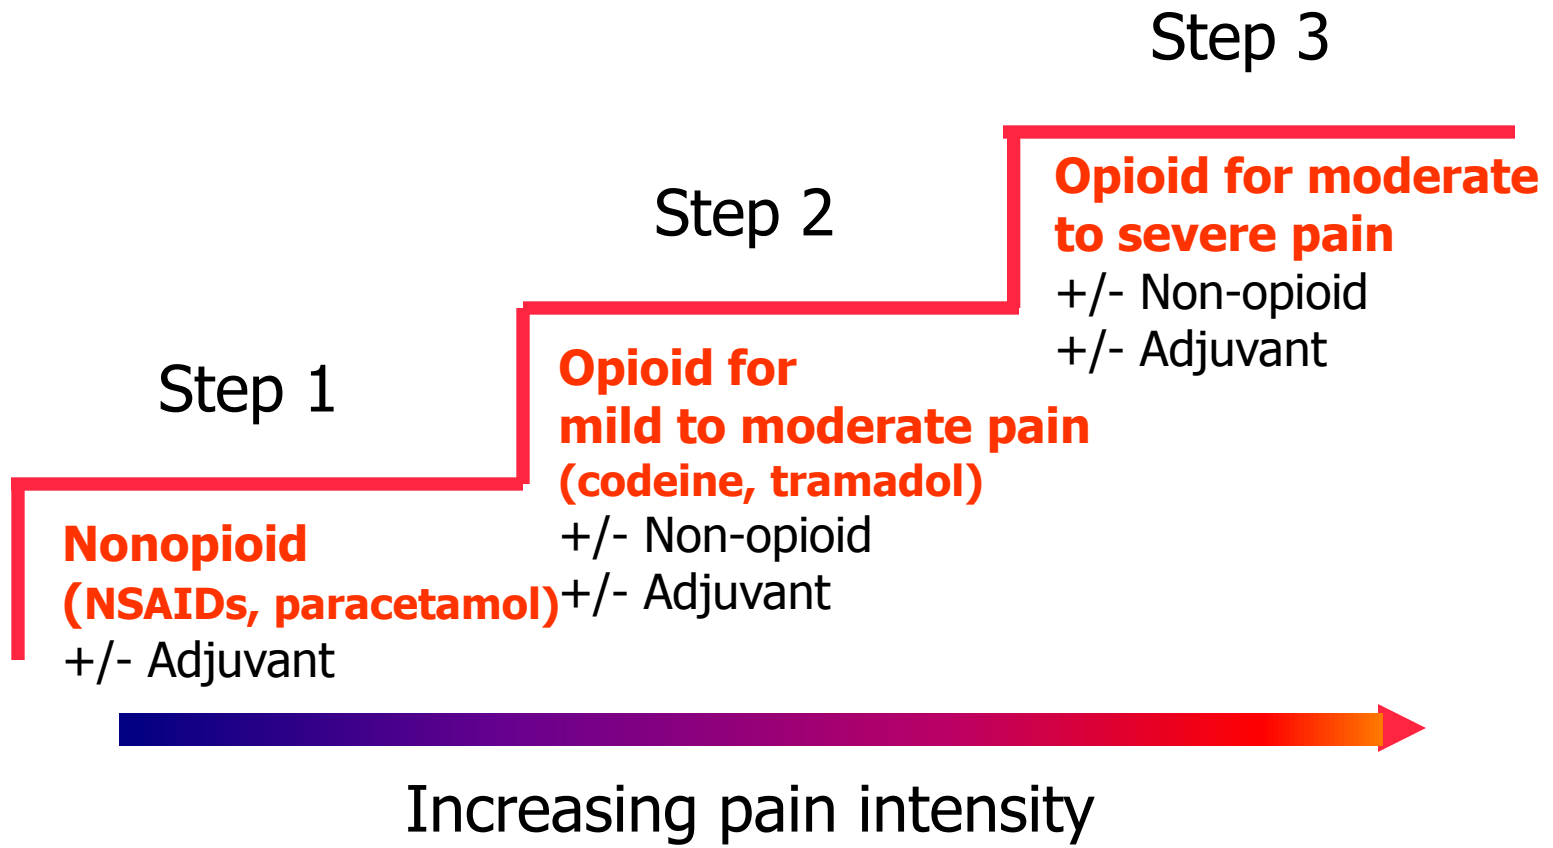 Step 1
Nonopioid
(NSAIDs, paracetamol)
+/- Adjuvant
Step 2
Opioid for
mild to moderate pain
(codeine, tramadol)
+/- Non-opioid
+/- Adjuvant
Step 3
Opioid for moderate
to severe pain
+/- Non-opioid
+/- Adjuvant
Increasing pain intensity